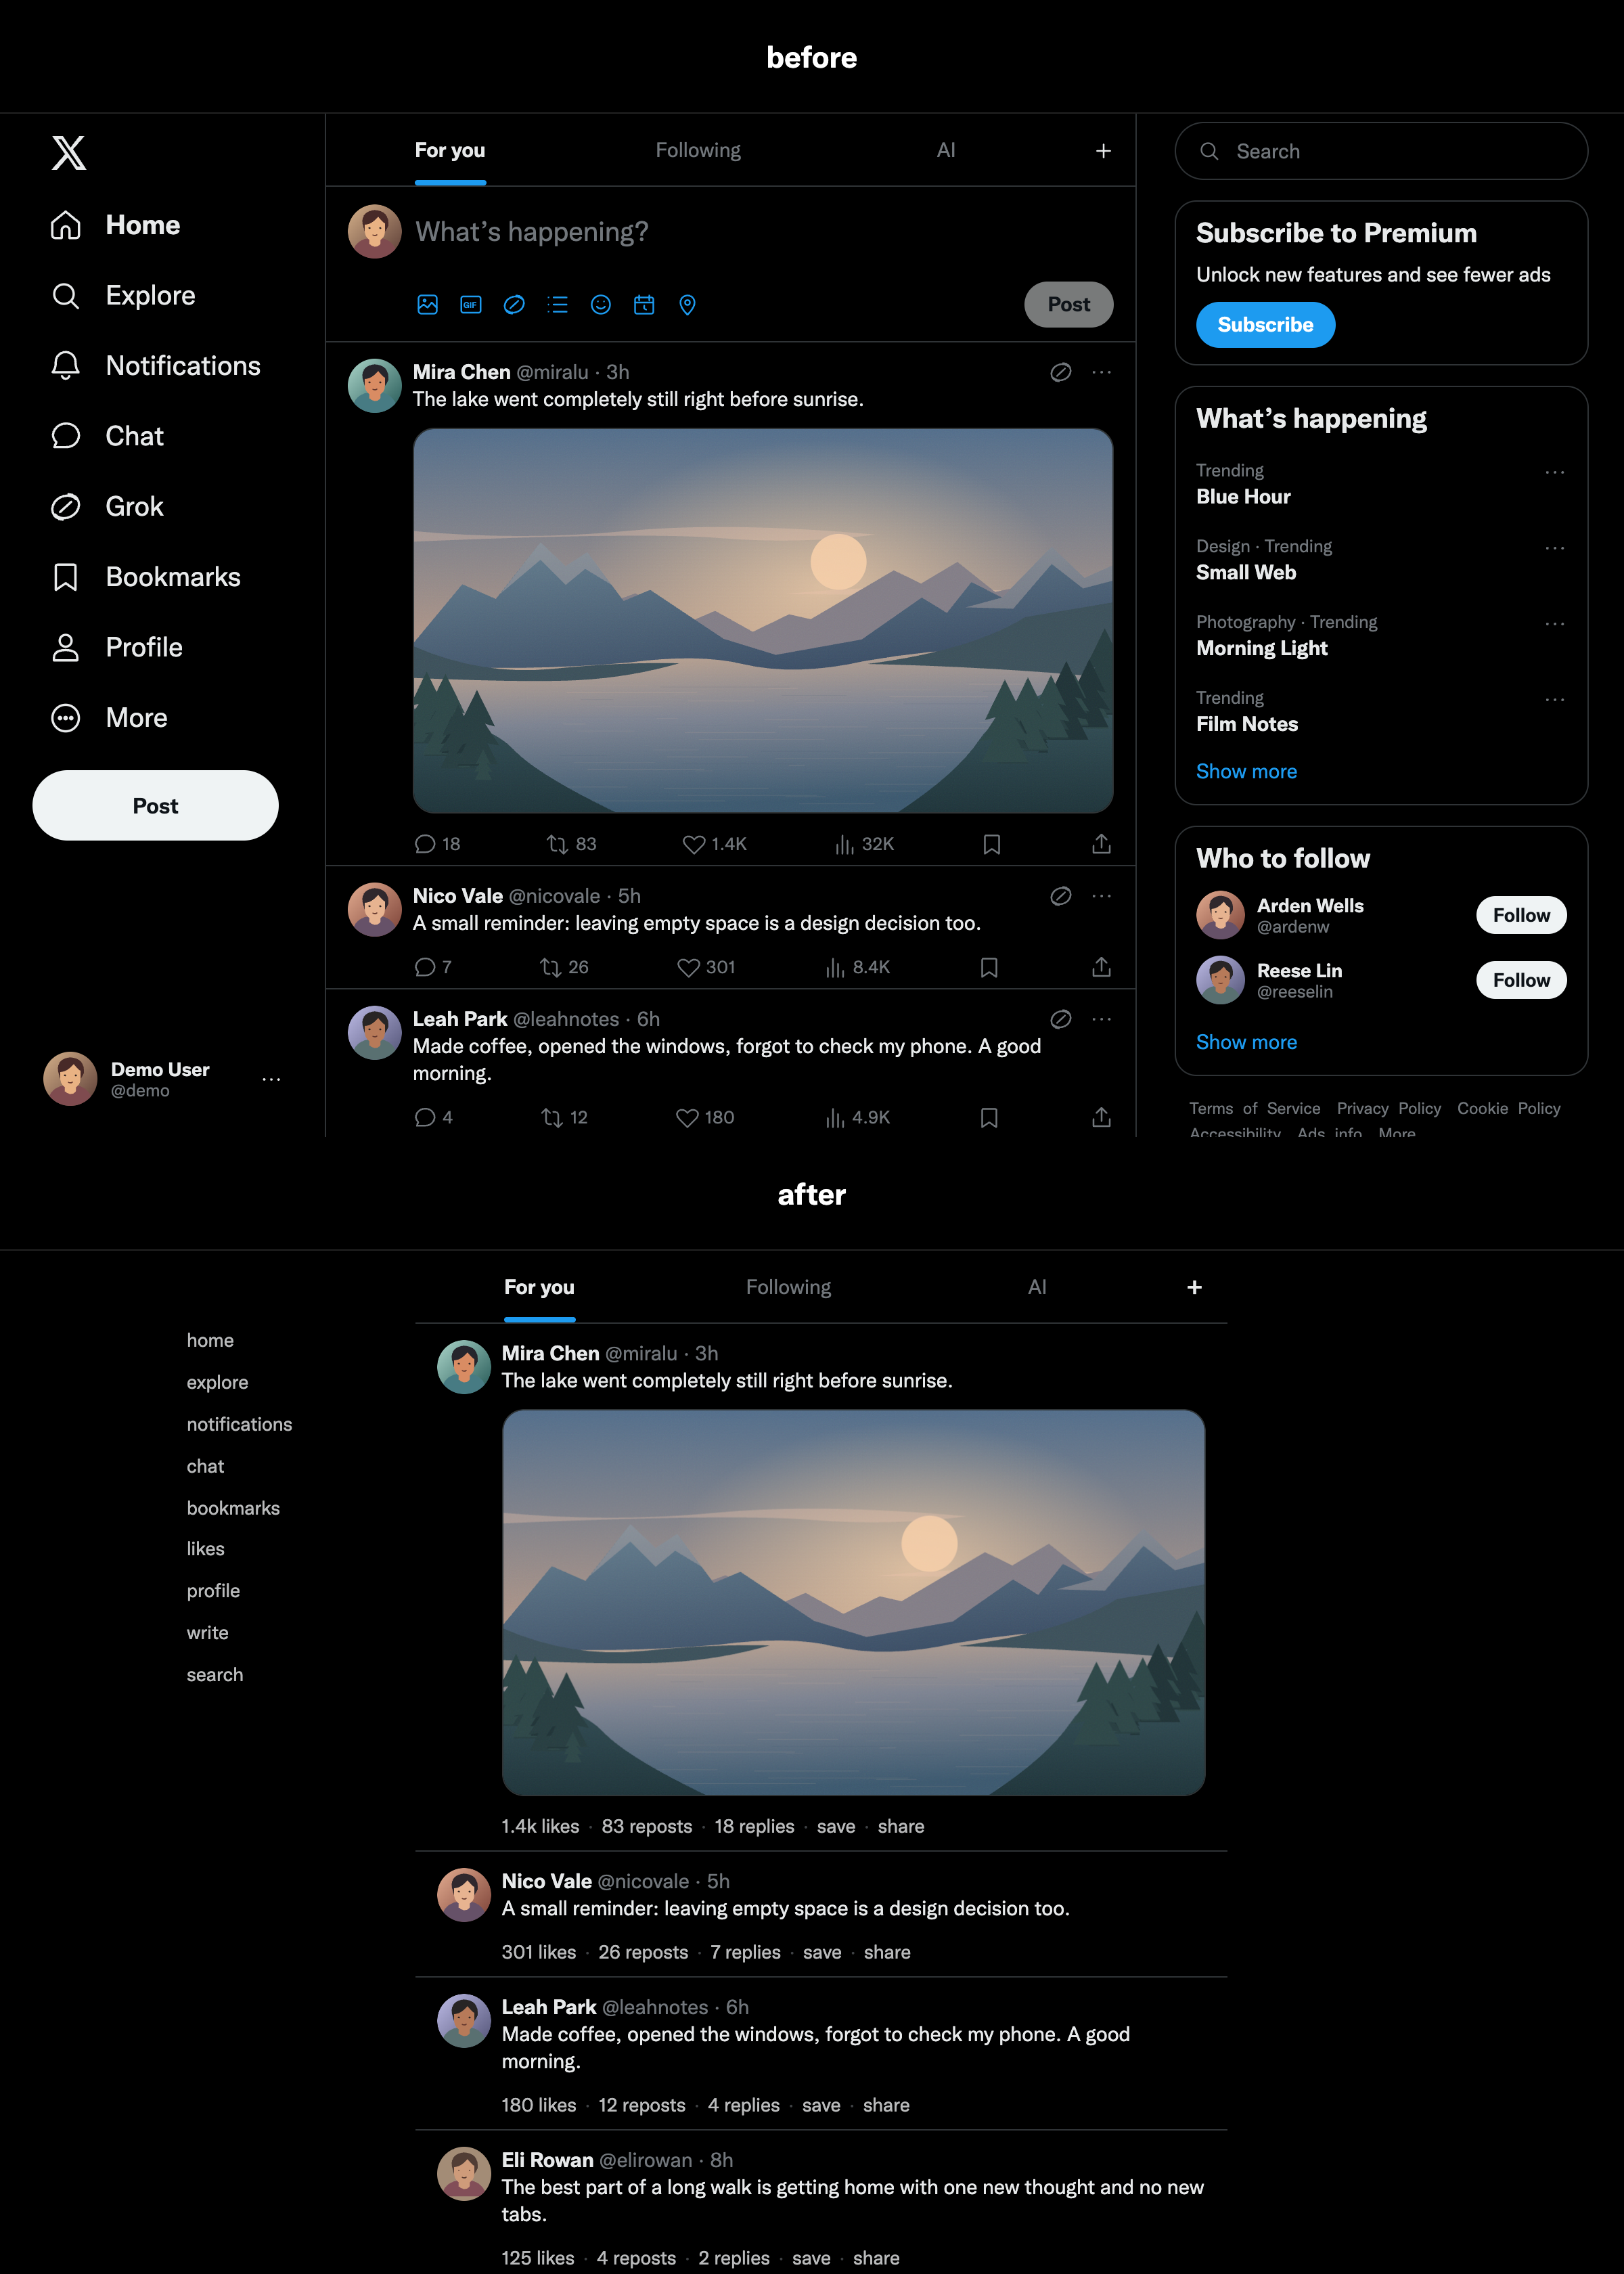 before
Home
Explore
Notifications
Chat
Grok
Bookmarks
Profile
More
Post
Demo User
@demo
For you Following AI
What’s happening?
GIF
Post
Mira Chen @miralu · 3h
The lake went completely still right before sunrise.
18 83 1.4K 32K
Nico Vale @nicovale · 5h
A small reminder: leaving empty space is a design decision too.
7 26 301 8.4K
Leah Park @leahnotes · 6h
Made coffee, opened the windows, forgot to check my phone. A good
morning.
4 12 180 4.9K
Search
Subscribe to Premium
Unlock new features and see fewer ads
Subscribe
What’s happening
Trending
Blue Hour
Design · Trending
Small Web
Photography · Trending
Morning Light
Trending
Film Notes
Show more
Who to follow
Arden Wells
@ardenw
Follow
Reese Lin
@reeselin
Follow
Show more
Terms of Service Privacy Policy Cookie Policy
Accessibility Ads info More
after
home
explore
notifications
chat
bookmarks
likes
profile
write
search
For you Following AI
Mira Chen @miralu · 3h
The lake went completely still right before sunrise.
1.4k likes · 83 reposts · 18 replies · save · share
Nico Vale @nicovale · 5h
A small reminder: leaving empty space is a design decision too.
301 likes · 26 reposts · 7 replies · save · share
Leah Park @leahnotes · 6h
Made coffee, opened the windows, forgot to check my phone. A good
morning.
180 likes · 12 reposts · 4 replies · save · share
Eli Rowan @elirowan · 8h
The best part of a long walk is getting home with one new thought and no new
tabs.
125 likes · 4 reposts · 2 replies · save · share